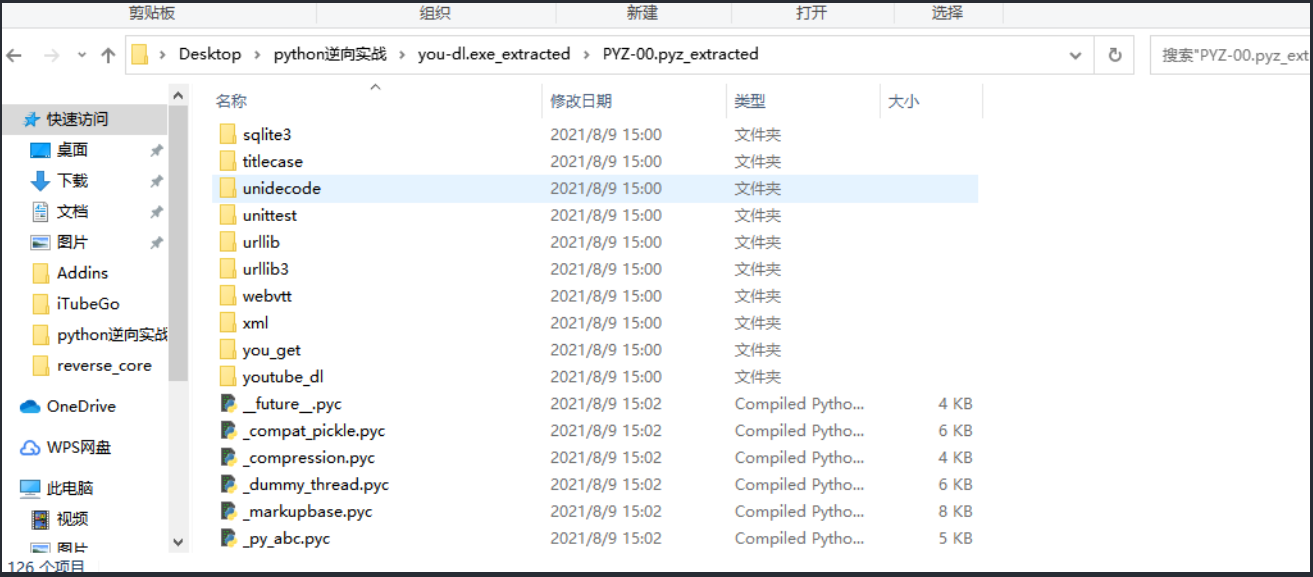 剪贴板 组织 新建 打开 选择
Desktop › python逆向实战 › you-dl.exe_extracted › PYZ-00.pyz_extracted 搜索"PYZ-00.pyz_ext
名称 修改日期 类型 大小
快速访问
桌面
下载
文档
图片
Addins
iTubeGo
python逆向实战
reverse_core
OneDrive
WPS网盘
此电脑
视频
图片
126 个项目
sqlite3 2021/8/9 15:00 文件夹
titlecase 2021/8/9 15:00 文件夹
unidecode 2021/8/9 15:00 文件夹
unittest 2021/8/9 15:00 文件夹
urllib 2021/8/9 15:00 文件夹
urllib3 2021/8/9 15:00 文件夹
webvtt 2021/8/9 15:00 文件夹
xml 2021/8/9 15:00 文件夹
you_get 2021/8/9 15:00 文件夹
youtube_dl 2021/8/9 15:00 文件夹
__future__.pyc 2021/8/9 15:02 Compiled Pytho... 4 KB
_compat_pickle.pyc 2021/8/9 15:02 Compiled Pytho... 6 KB
_compression.pyc 2021/8/9 15:02 Compiled Pytho... 4 KB
_dummy_thread.pyc 2021/8/9 15:02 Compiled Pytho... 6 KB
_markupbase.pyc 2021/8/9 15:02 Compiled Pytho... 8 KB
_py_abc.pyc 2021/8/9 15:02 Compiled Pytho... 5 KB